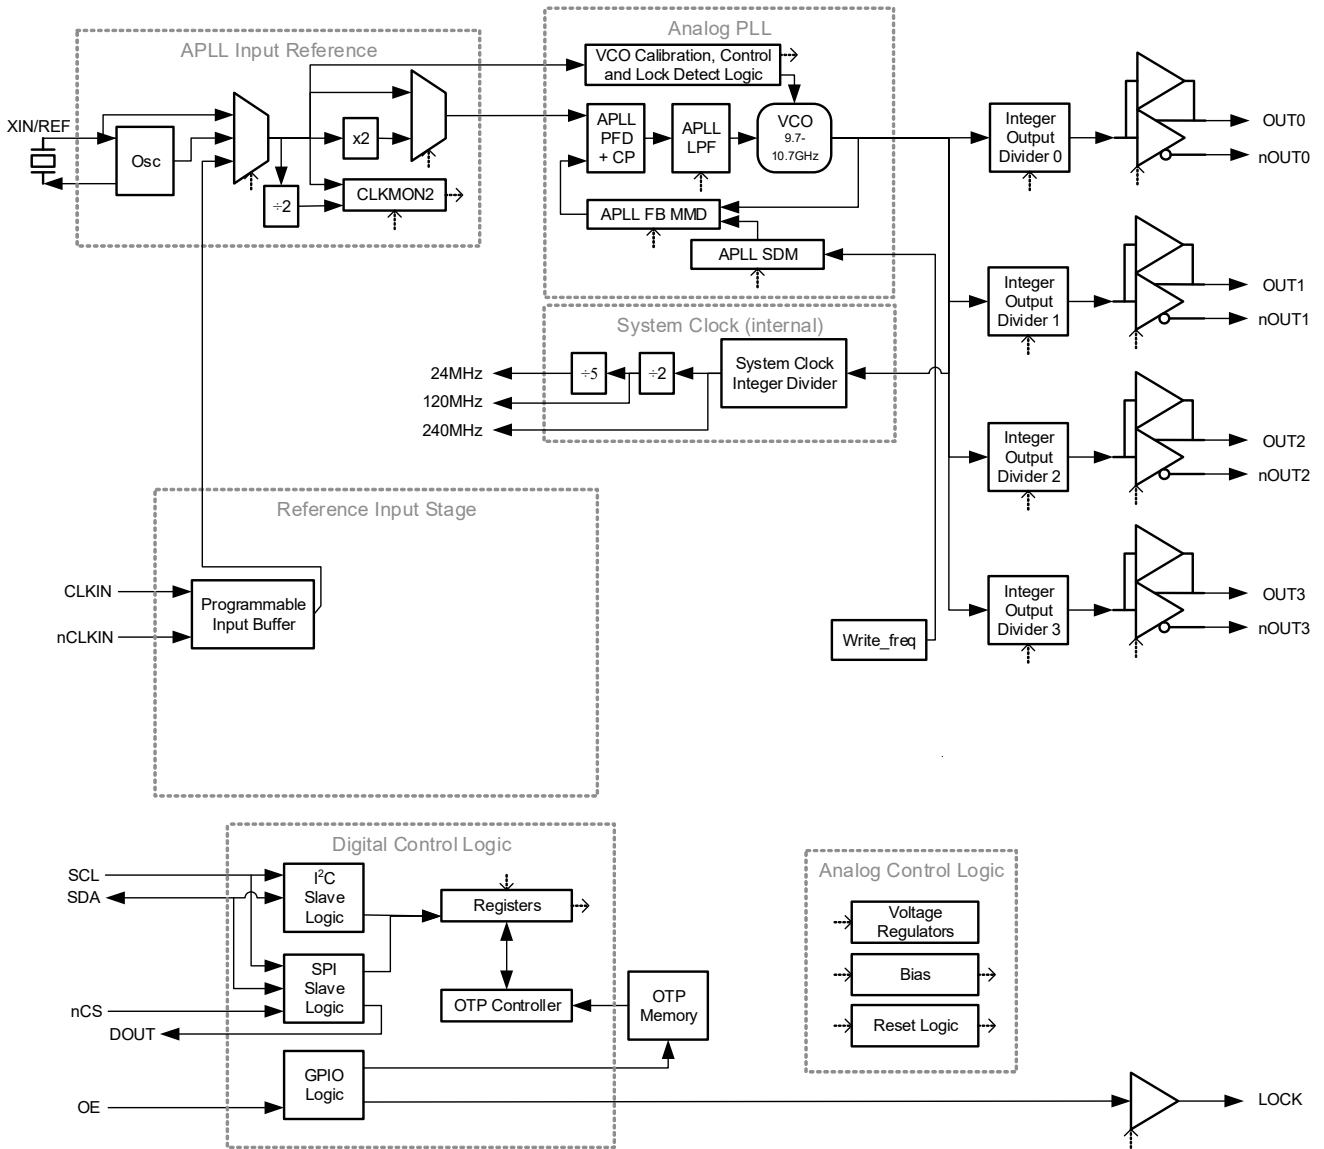 APLL Input Reference
Analog PLL
VCO Calibration, Control
and Lock Detect Logic
XIN/REF
Osc
x2
÷2
CLKMON2
APLL
PFD
+ CP
APLL
LPF
VCO
9.7-
10.7GHz
APLL FB MMD
APLL SDM
Integer
Output
Divider 0
OUT0
nOUT0
Integer
Output
Divider 1
OUT1
nOUT1
System Clock (internal)
24MHz
120MHz
240MHz
÷5
÷2
System Clock
Integer Divider
Integer
Output
Divider 2
OUT2
nOUT2
Reference Input Stage
CLKIN
nCLKIN
Programmable
Input Buffer
Write_freq
Integer
Output
Divider 3
OUT3
nOUT3
Digital Control Logic
SCL
SDA
I²C
Slave
Logic
Registers
SPI
Slave
Logic
nCS
DOUT
OTP Controller
OTP
Memory
GPIO
Logic
OE
Analog Control Logic
Voltage
Regulators
Bias
Reset Logic
LOCK